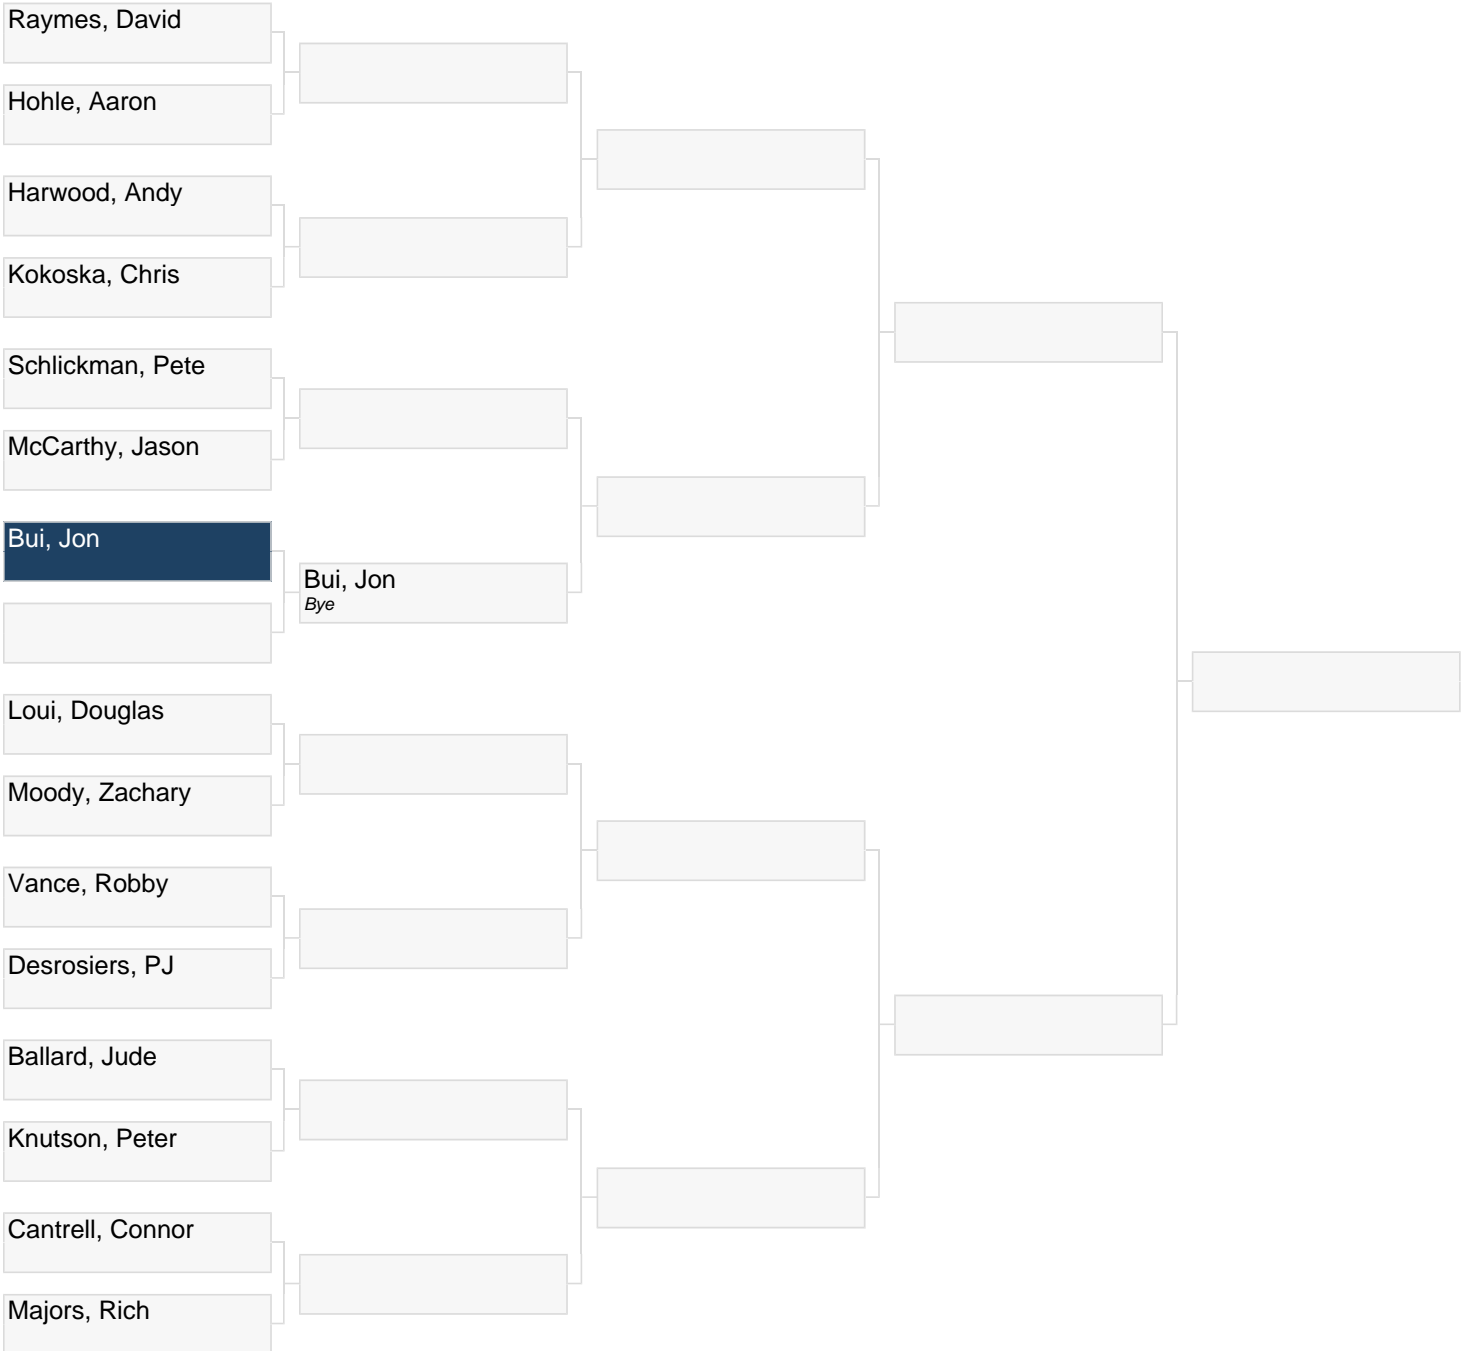 Raymes, David
Hohle, Aaron
Harwood, Andy
Kokoska, Chris
Schlickman, Pete
McCarthy, Jason
Bui, Jon
Bui, Jon
Bye
Loui, Douglas
Moody, Zachary
Vance, Robby
Desrosiers, PJ
Ballard, Jude
Knutson, Peter
Cantrell, Connor
Majors, Rich